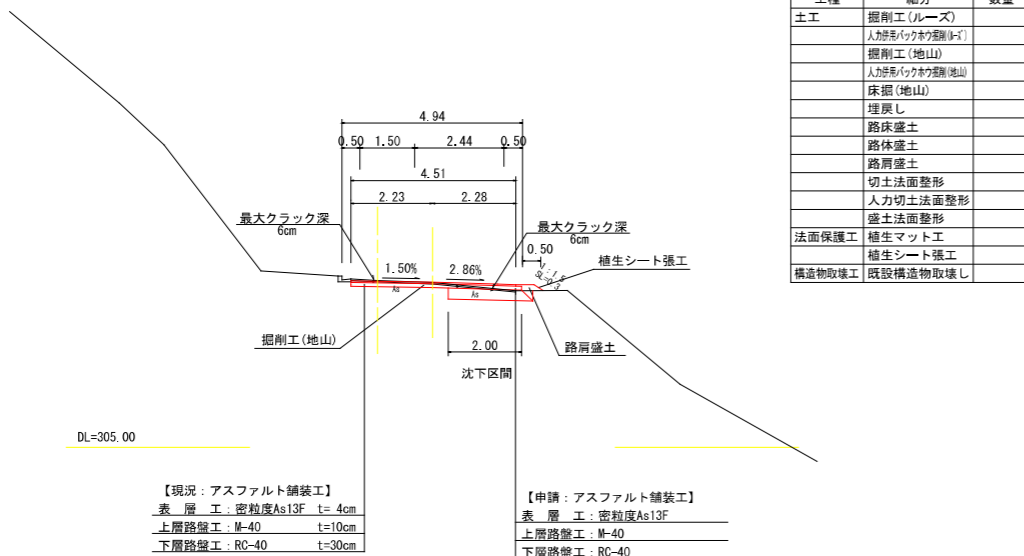 工種 細分 数量
土工 掘削工(ルーズ)
人力併用バックホウ掘削(ルーズ)
掘削工(地山)
人力併用バックホウ掘削(地山)
床掘(地山)
埋戻し
路床盛土
路体盛土
路肩盛土
切土法面整形
人力切土法面整形
盛土法面整形
法面保護工 植生マット工
植生シート張工
構造物取壊工 既設構造物取壊し
4.94
0.50 1.50 2.44 0.50
4.51
2.23 2.28
最大クラック深
6cm
最大クラック深
6cm
0.50
1:1.5
SL=0.3
植生シート張工
1.50% 2.86%
As
As
掘削工(地山)
2.00
路肩盛土
沈下区間
DL=305.00
【現況:アスファルト舗装工】
表 層 工:密粒度As13F t= 4cm
上層路盤工:M-40 t=10cm
下層路盤工:RC-40 t=30cm
【申請:アスファルト舗装工】
表 層 工:密粒度As13F
上層路盤工:M-40
下層路盤工:RC-40